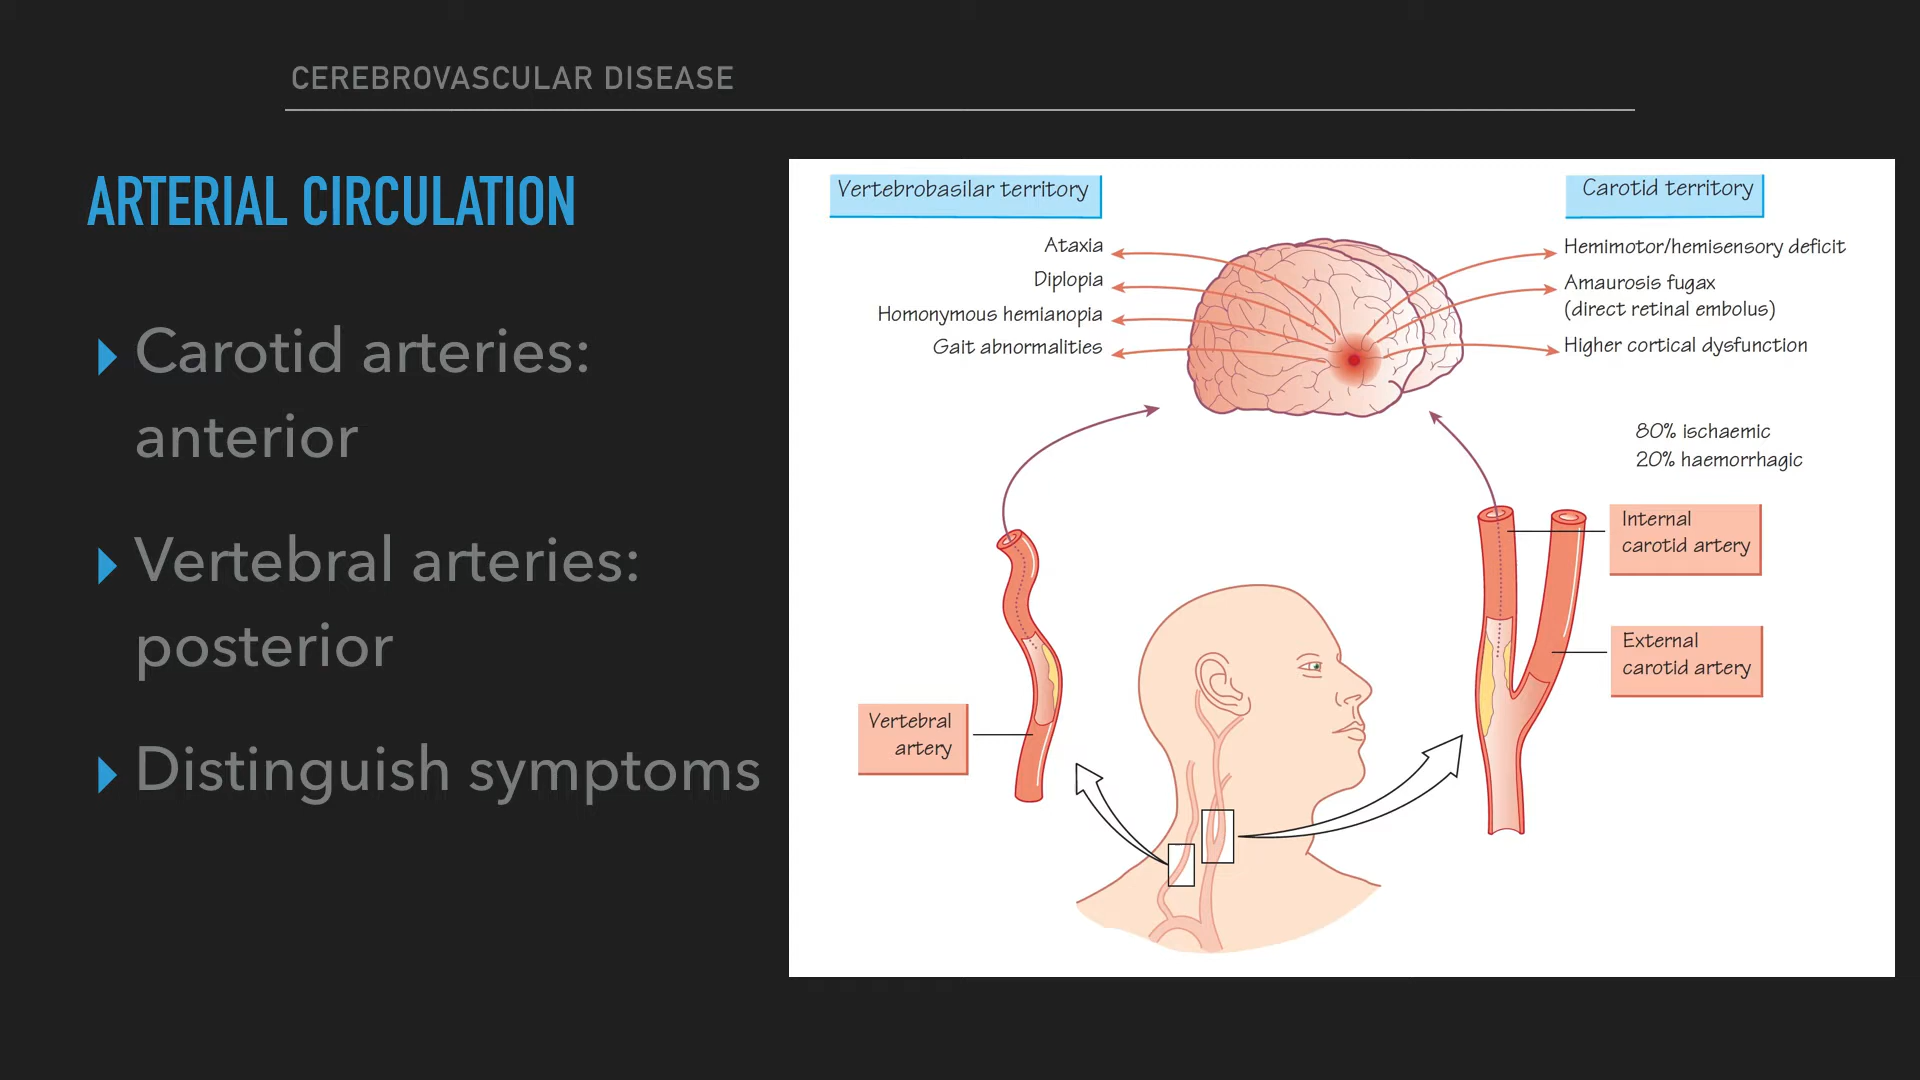 CEREBROVASCULAR DISEASE
ARTERIAL CIRCULATION
Carotid arteries:
anterior
Vertebral arteries:
posterior
Distinguish symptoms
Vertebrobasilar territory
Ataxia
Diplopia
Homonymous hemianopia
Gait abnormalities
Carotid territory
Hemimotor/hemisensory deficit
Amaurosis fugax
(direct retinal embolus)
Higher cortical dysfunction
80% ischaemic
20% haemorrhagic
Internal
carotid artery
External
carotid artery
Vertebral
artery